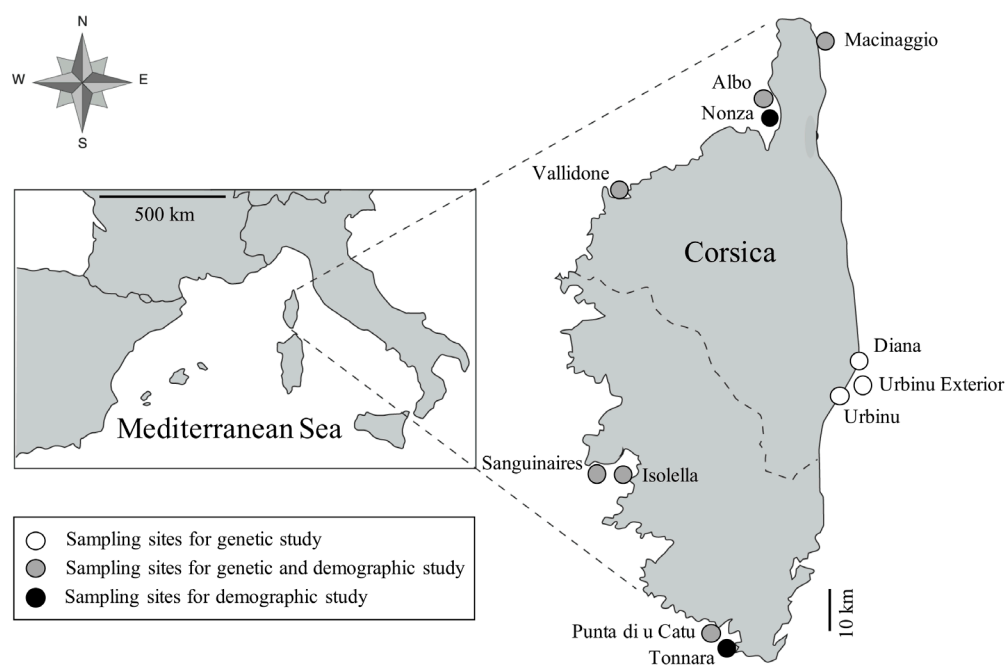 N
W
E
S
Macinaggio
Albo
Nonza
Vallidone
500 km
Corsica
Mediterranean Sea
Diana
Urbinu Exterior
Urbinu
Sanguinaires
Isolella
Sampling sites for genetic study
Sampling sites for genetic and demographic study
Sampling sites for demographic study
10 km
Punta di u Catu
Tonnara